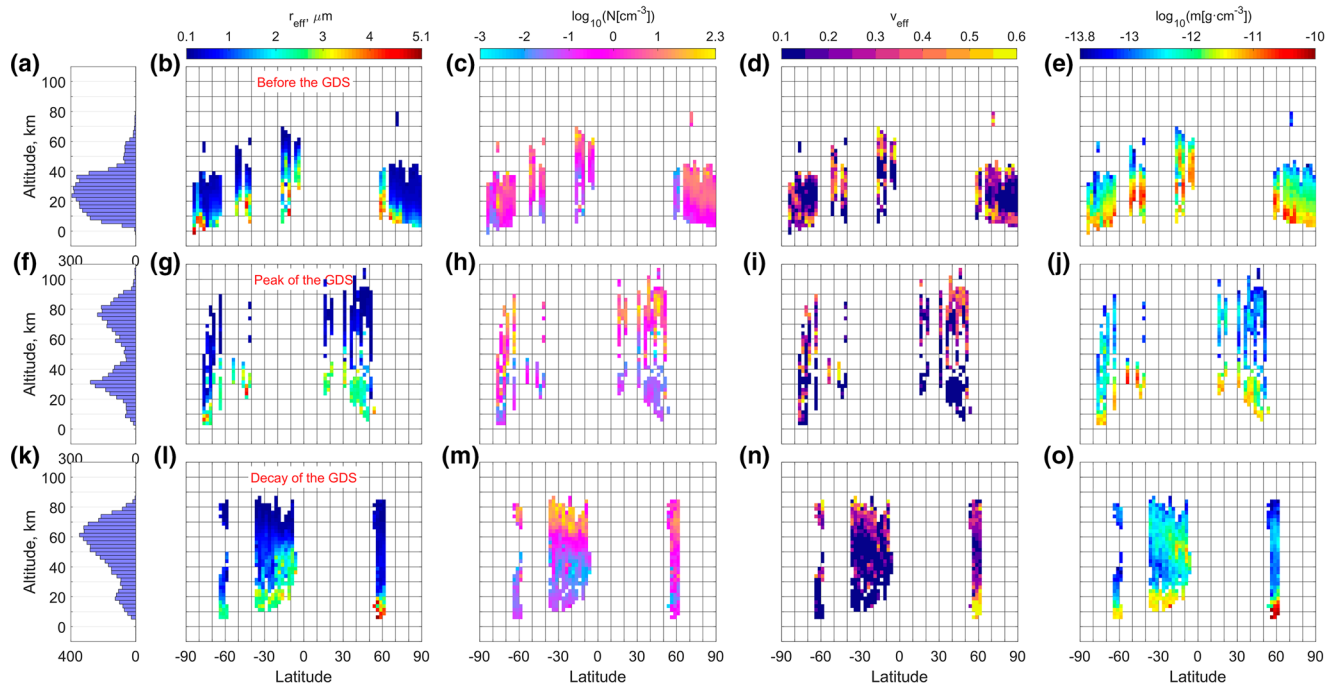 r_eff, μm log₁₀(N[cm⁻³]) v_eff log₁₀(m[g·cm⁻³])
0.1 1 2 3 4 5.1 -3 -2 -1 0 1 2.3 0.1 0.2 0.3 0.4 0.5 0.6 -13.8 -13 -12 -11 -10
(a) (b) (c) (d) (e)
Before the GDS
Altitude, km
100
80
60
40
20
0
300 0
(f) (g) (h) (i) (j)
Peak of the GDS
Altitude, km
100
80
60
40
20
0
300 0
(k) (l) (m) (n) (o)
Decay of the GDS
Altitude, km
100
80
60
40
20
0
400 0 -90 -60 -30 0 30 60 90 -90 -60 -30 0 30 60 90 -90 -60 -30 0 30 60 90 -90 -60 -30 0 30 60 90
Latitude Latitude Latitude Latitude